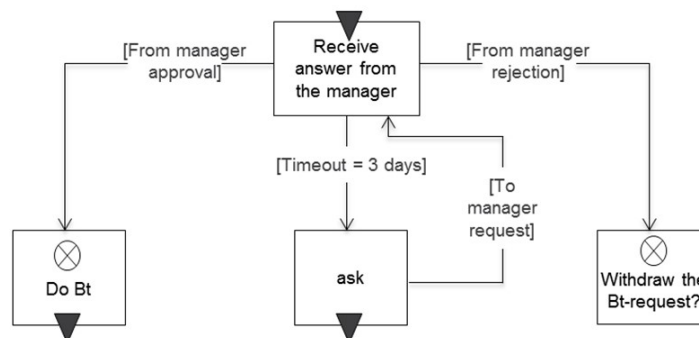 [From manager
approval]
Receive
answer from
the manager
[From manager
rejection]
[Timeout = 3 days]
[To
manager
request]
Do Bt
ask
Withdraw the
Bt-request?